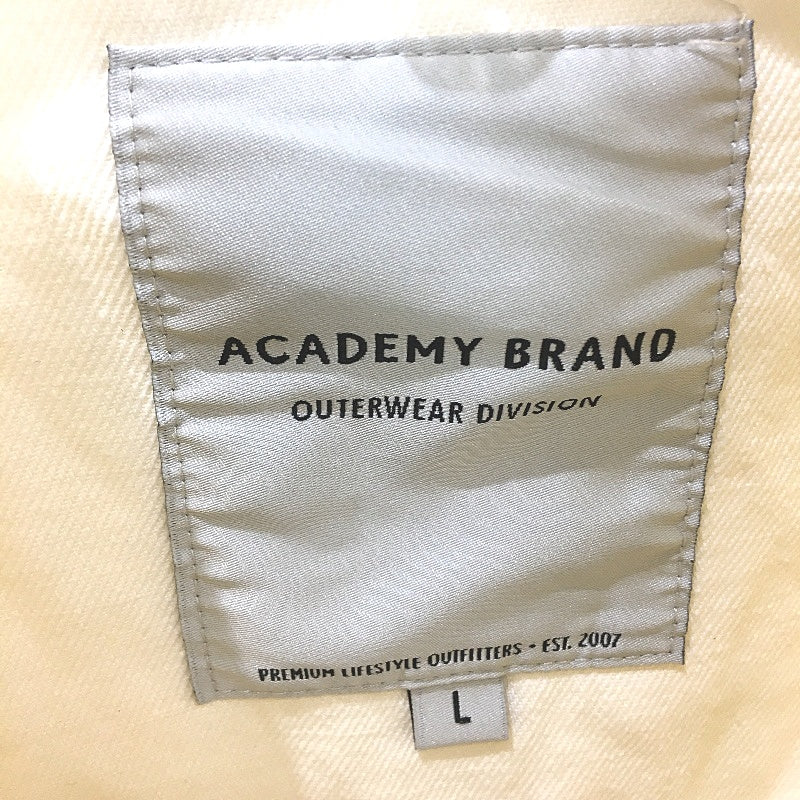 ACADEMY BRAND
OUTERWEAR DIVISION
PREMIUM LIFESTYLE OUTFITTERS • EST. 2007
L